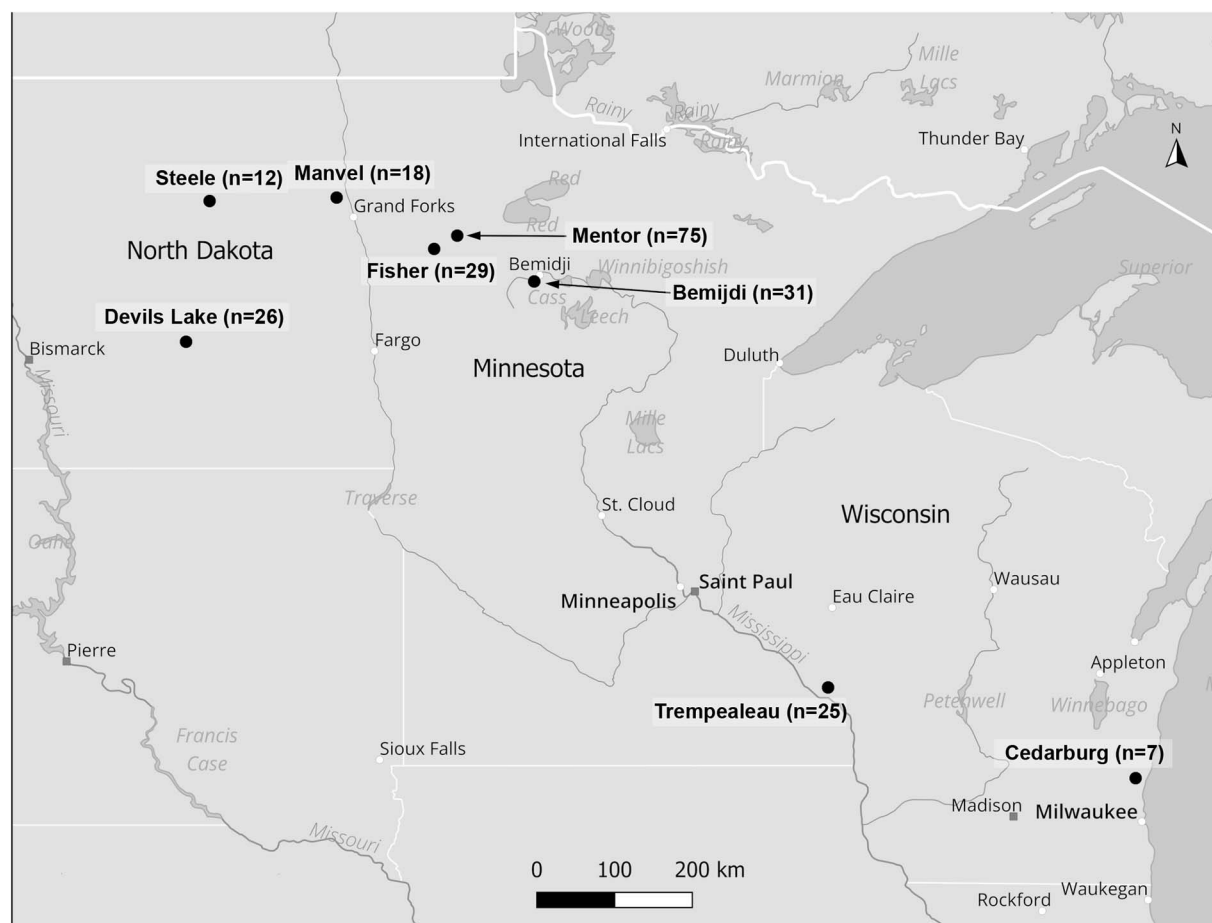 Woods
Mille
Lacs
Marmion
Rainy
Rainy
Rainy
International Falls
Thunder Bay
N
Steele (n=12)
Manvel (n=18)
Red
Grand Forks
Red
Mentor (n=75)
North Dakota
Fisher (n=29)
Bemidji
Winnibigoshish
Cass
Bemijdi (n=31)
Leech
Superior
Devils Lake (n=26)
Bismarck
Fargo
Minnesota
Duluth
Missouri
Mille
Lacs
Traverse
St. Cloud
Wisconsin
Oahe
Saint Paul
Minneapolis
Wausau
Eau Claire
Mississippi
Pierre
Appleton
Trempealeau (n=25)
Petenwell
Winnebago
Francis
Case
Sioux Falls
Cedarburg (n=7)
Madison
Milwaukee
Missouri
0 100 200 km
Rockford
Waukegan